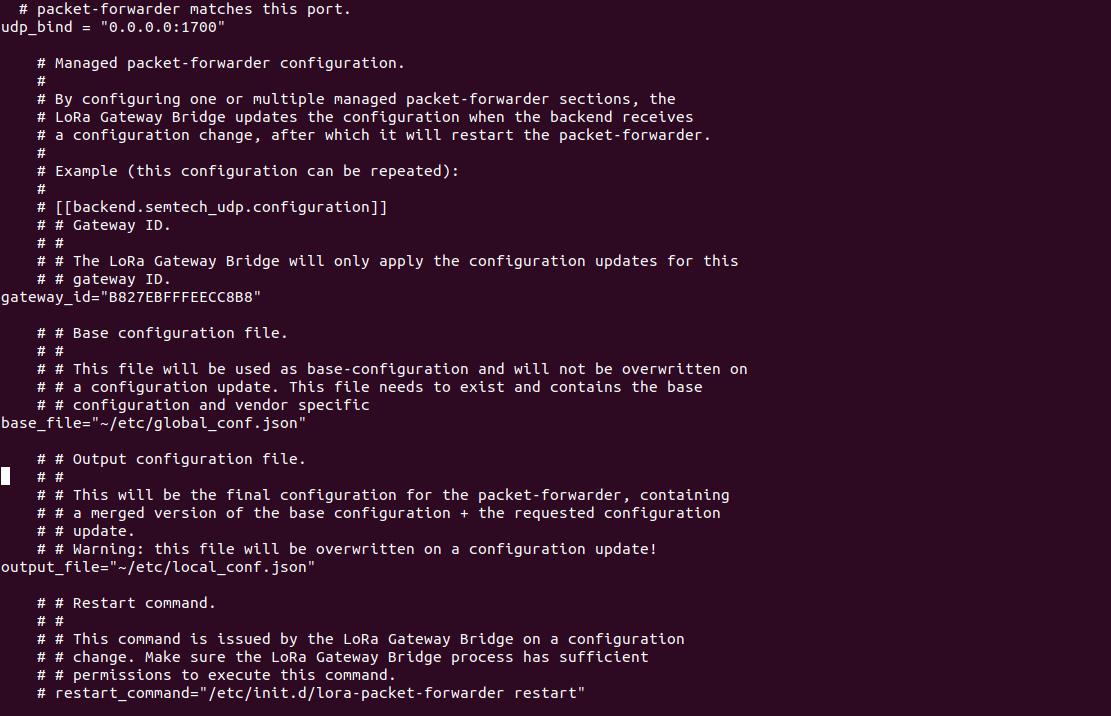 # packet-forwarder matches this port.
udp_bind = "0.0.0.0:1700"
# Managed packet-forwarder configuration.
#
# By configuring one or multiple managed packet-forwarder sections, the
# LoRa Gateway Bridge updates the configuration when the backend receives
# a configuration change, after which it will restart the packet-forwarder.
#
# Example (this configuration can be repeated):
#
# [[backend.semtech_udp.configuration]]
# # Gateway ID.
# #
# # The LoRa Gateway Bridge will only apply the configuration updates for this
# # gateway ID.
gateway_id="B827EBFFFEECC8B8"
# # Base configuration file.
# #
# # This file will be used as base-configuration and will not be overwritten on
# # a configuration update. This file needs to exist and contains the base
# # configuration and vendor specific
base_file="~/etc/global_conf.json"
# # Output configuration file.
# #
# # This will be the final configuration for the packet-forwarder, containing
# # a merged version of the base configuration + the requested configuration
# # update.
# # Warning: this file will be overwritten on a configuration update!
output_file="~/etc/local_conf.json"
# # Restart command.
# #
# # This command is issued by the LoRa Gateway Bridge on a configuration
# # change. Make sure the LoRa Gateway Bridge process has sufficient
# # permissions to execute this command.
# restart_command="/etc/init.d/lora-packet-forwarder restart"